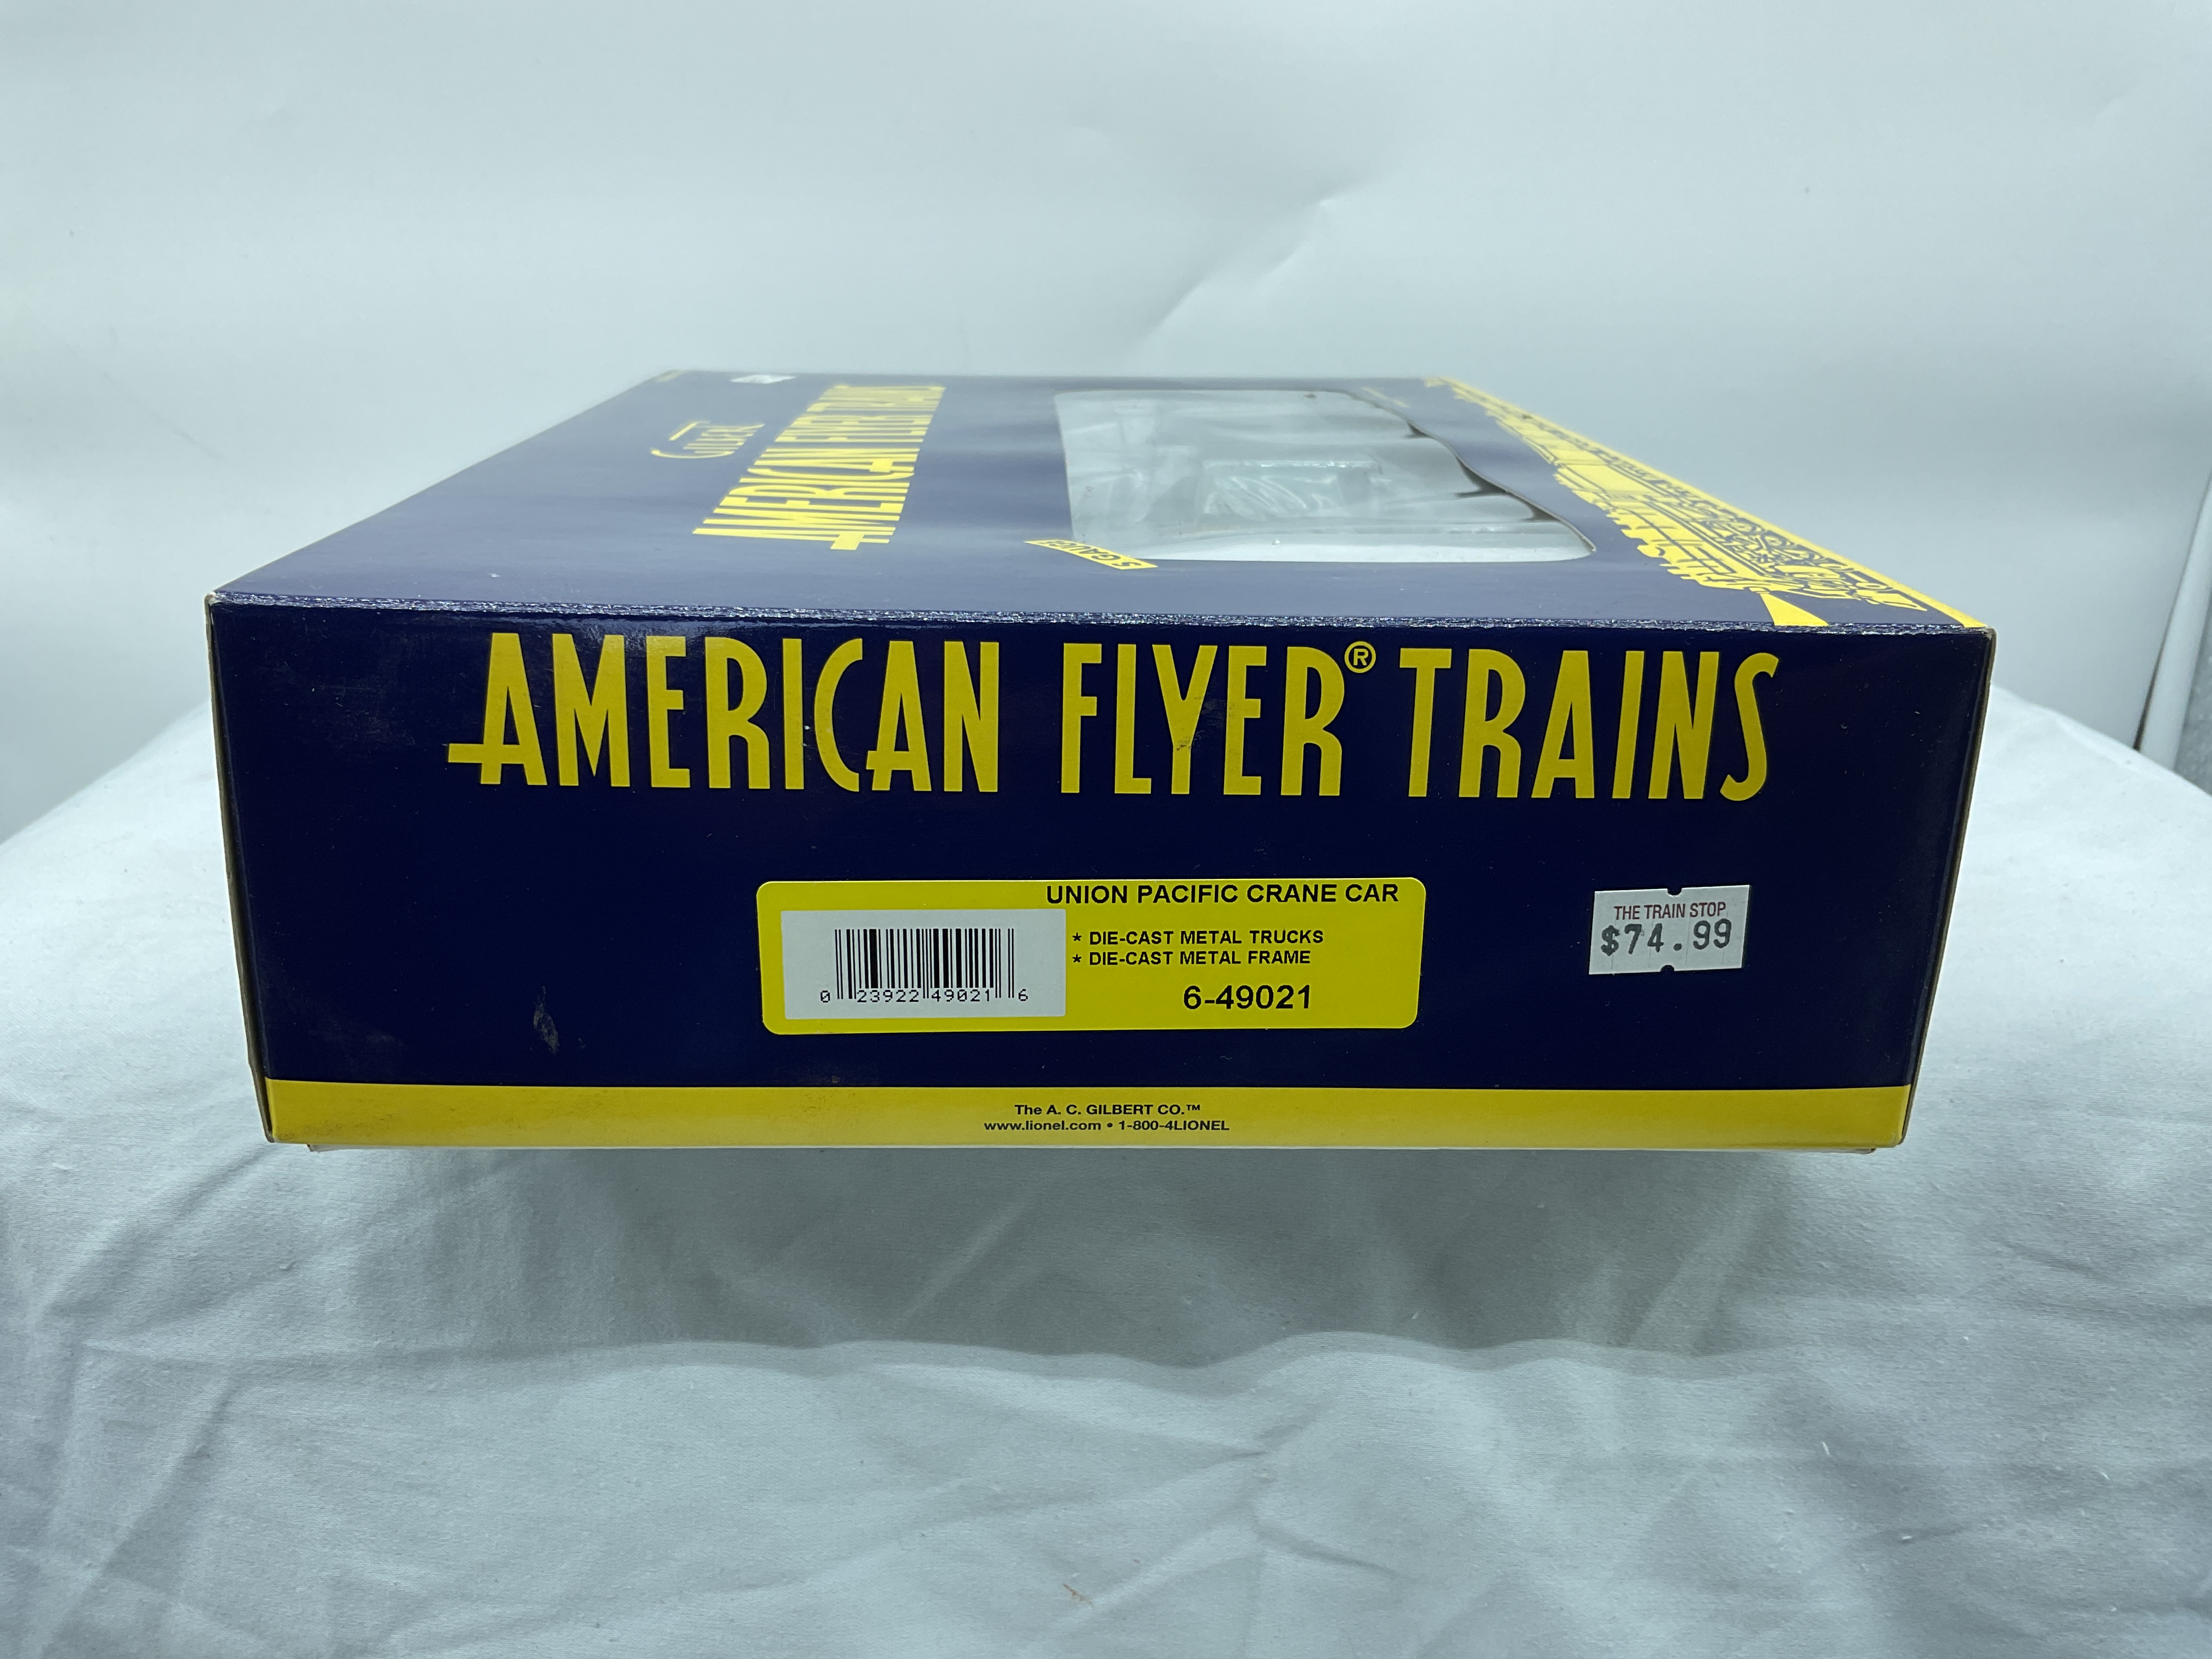 GILBERT
AMERICAN FLYER TRAINS
S GAUGE
AMERICAN FLYER® TRAINS
UNION PACIFIC CRANE CAR
* DIE-CAST METAL TRUCKS
* DIE-CAST METAL FRAME
0 23922 49021 6
6-49021
THE TRAIN STOP
$74.99
The A. C. GILBERT CO.™
www.lionel.com • 1-800-4LIONEL